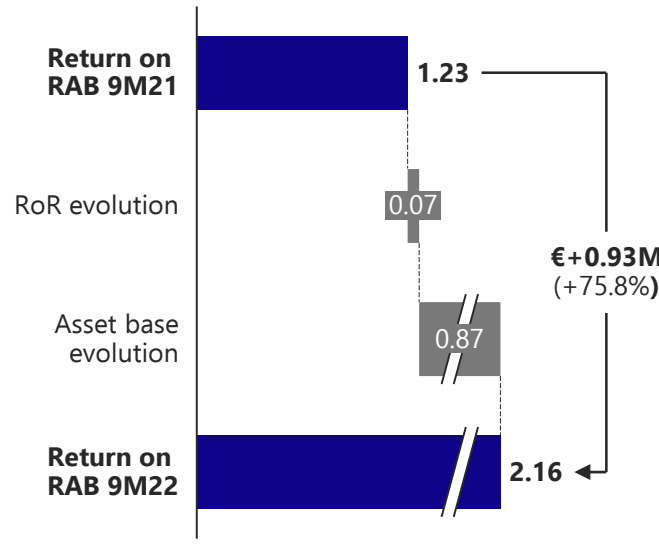 Return on
RAB 9M21
1.23
RoR evolution
0.07
€+0.93M
(+75.8%)
Asset base
evolution
0.87
Return on
RAB 9M22
2.16